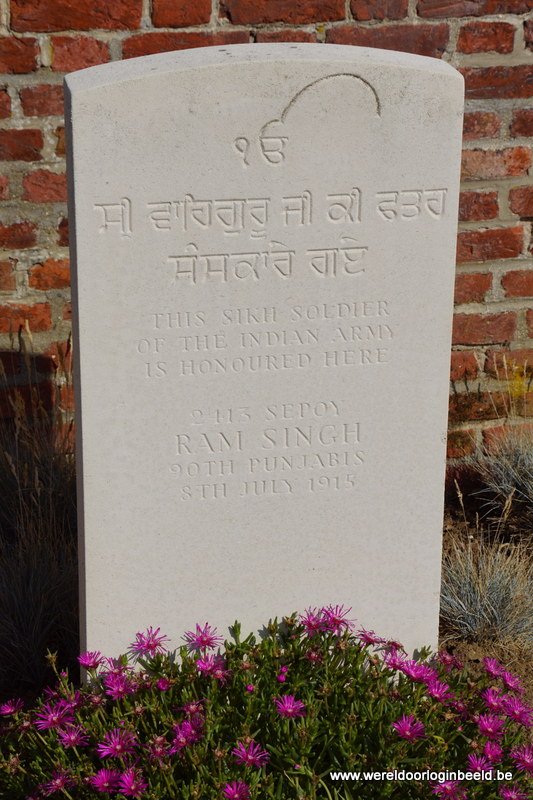 ੴ
ਸ੍ਰੀ ਵਾਹਿਗੁਰੂ ਜੀ ਕੀ ਫਤਹ
ਸੰਸਕਾਰੇ ਗਏ
THIS SIKH SOLDIER
OF THE INDIAN ARMY
IS HONOURED HERE
2413 SEPOY
RAM SINGH
90TH PUNJABIS
8TH JULY 1915
www.wereldoorloginbeeld.be